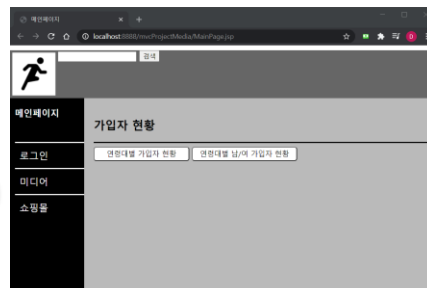 메인페이지
localhost:8888/mvcProjectMedia/MainPage.jsp
검색
메인페이지
가입자 현황
연령대별 가입자 현황 연령대별 남/여 가입자 현황
로그인
미디어
쇼핑몰